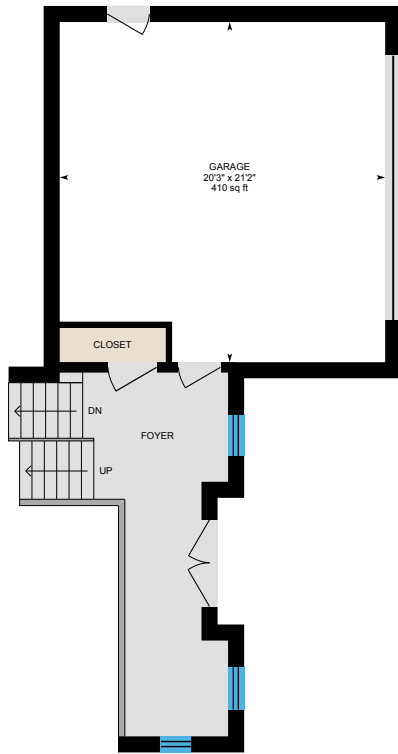 GARAGE
20'3" x 21'2"
410 sq ft
CLOSET
DN
FOYER
UP